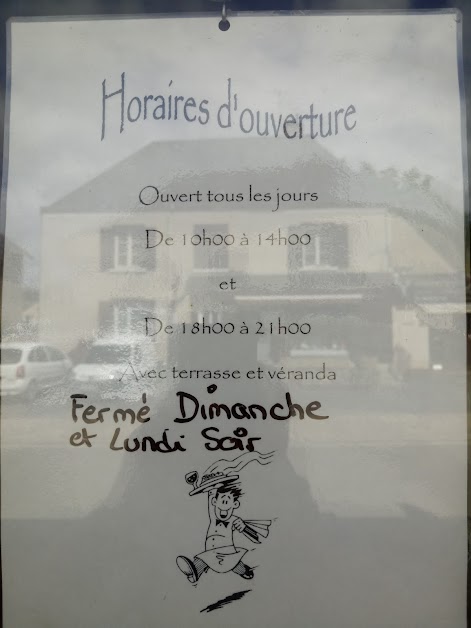 Horaires d'ouverture
Ouvert tous les jours
De 10h00 à 14h00
et
De 18h00 à 21h00
Avec terrasse et véranda
Fermé Dimanche
et Lundi Soir